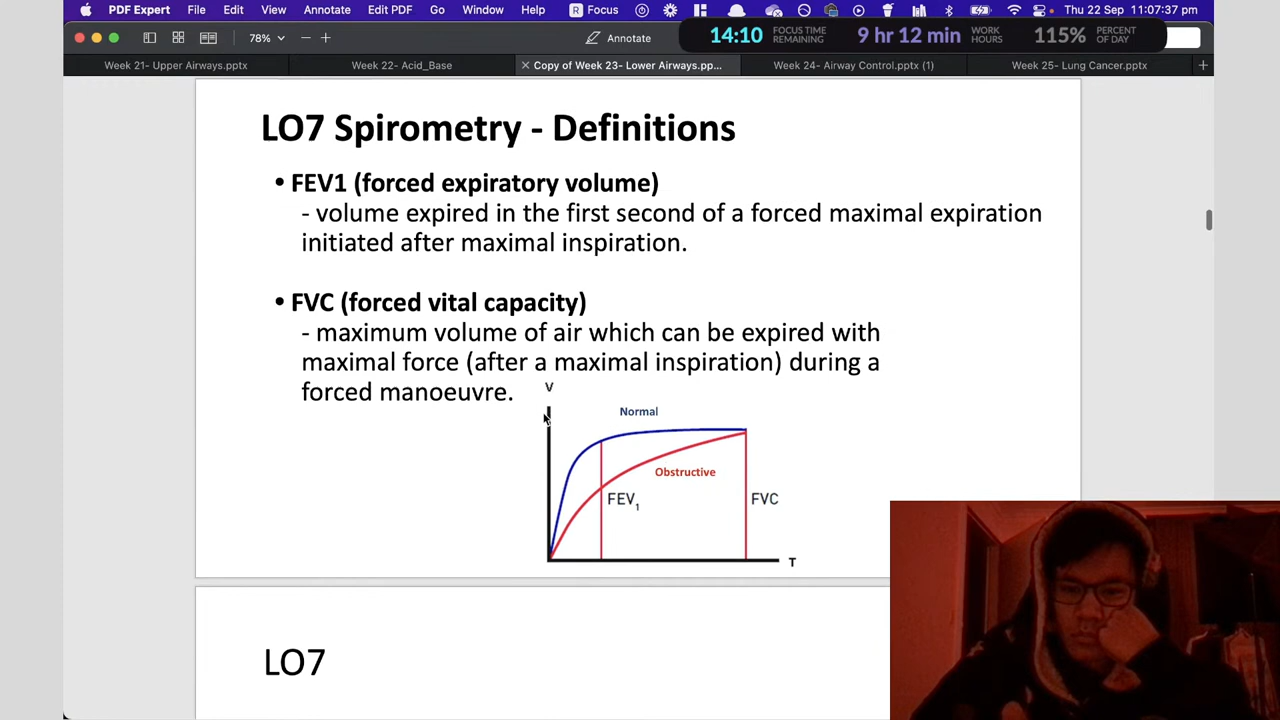 PDF Expert File Edit View Annotate Edit PDF Go Window Help R Focus Thu 22 Sep 11:07:37 pm
78% Annotate 14:10 FOCUS TIME REMAINING 9 hr 12 min WORK HOURS 115% PERCENT OF DAY
Week 21- Upper Airways.pptx Week 22- Acid_Base × Copy of Week 23- Lower Airways.pp... Week 24- Airway Control.pptx (1) Week 25- Lung Cancer.pptx +
LO7 Spirometry - Definitions
• FEV1 (forced expiratory volume)
- volume expired in the first second of a forced maximal expiration
initiated after maximal inspiration.
• FVC (forced vital capacity)
- maximum volume of air which can be expired with
maximal force (after a maximal inspiration) during a
forced manoeuvre.
V
Normal
Obstructive
FEV1 FVC
T
LO7